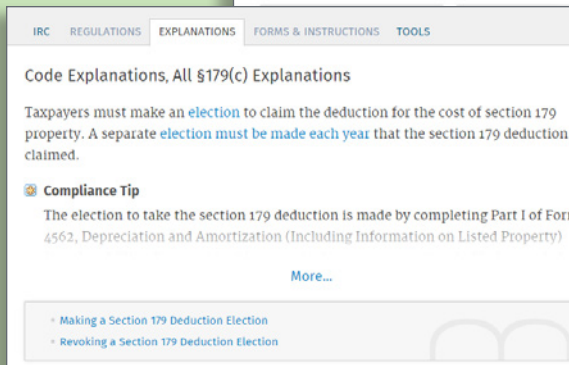 IRC REGULATIONS EXPLANATIONS FORMS & INSTRUCTIONS TOOLS
Code Explanations, All §179(c) Explanations
Taxpayers must make an election to claim the deduction for the cost of section 179
property. A separate election must be made each year that the section 179 deduction
claimed.
Compliance Tip
The election to take the section 179 deduction is made by completing Part I of For
4562, Depreciation and Amortization (Including Information on Listed Property)
More...
Making a Section 179 Deduction Election
Revoking a Section 179 Deduction Election